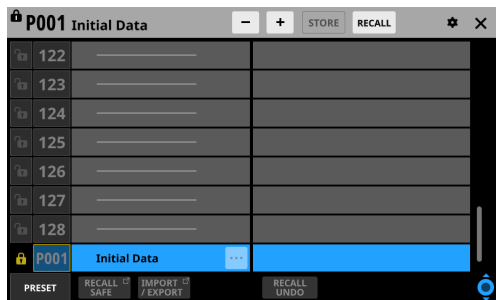 P001 Initial Data − + STORE RECALL
122
123
124
125
126
127
128
P001 Initial Data ...
PRESET RECALL SAFE IMPORT / EXPORT RECALL UNDO